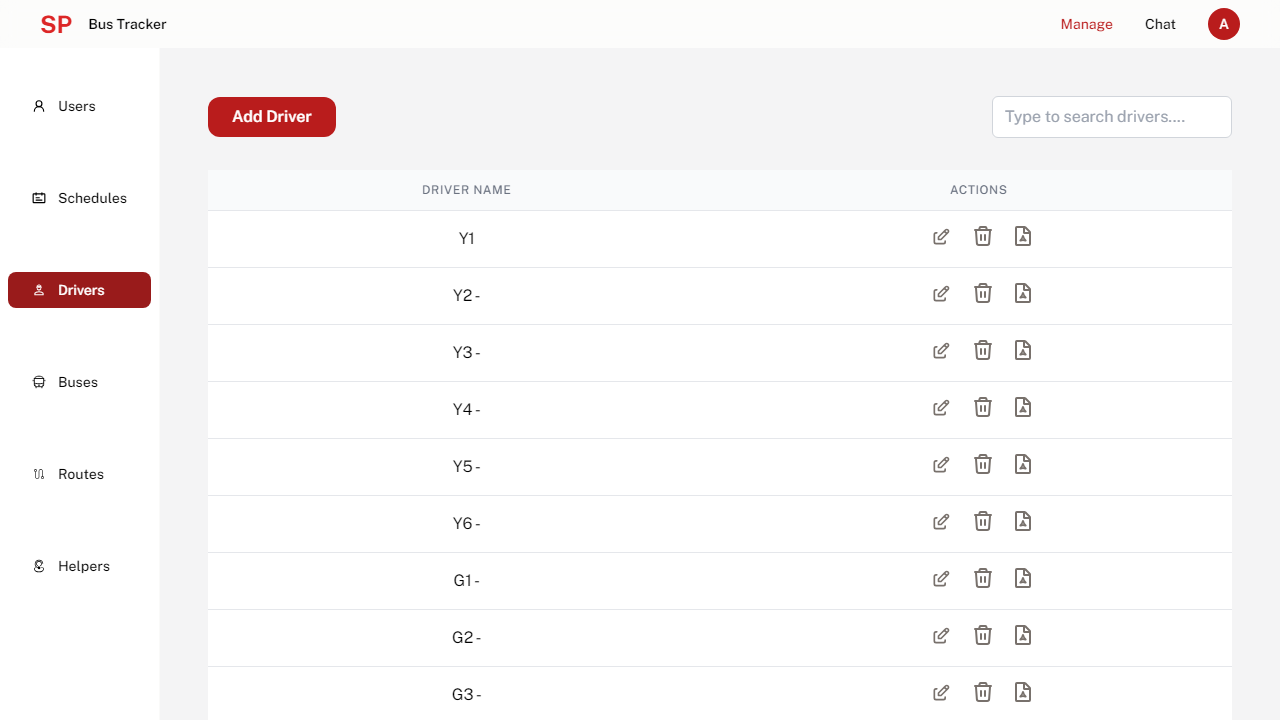 SP Bus Tracker Manage Chat A
Users
Schedules
Drivers
Buses
Routes
Helpers
Add Driver
Type to search drivers....
DRIVER NAME ACTIONS
Y1
Y2 -
Y3 -
Y4 -
Y5 -
Y6 -
G1 -
G2 -
G3 -